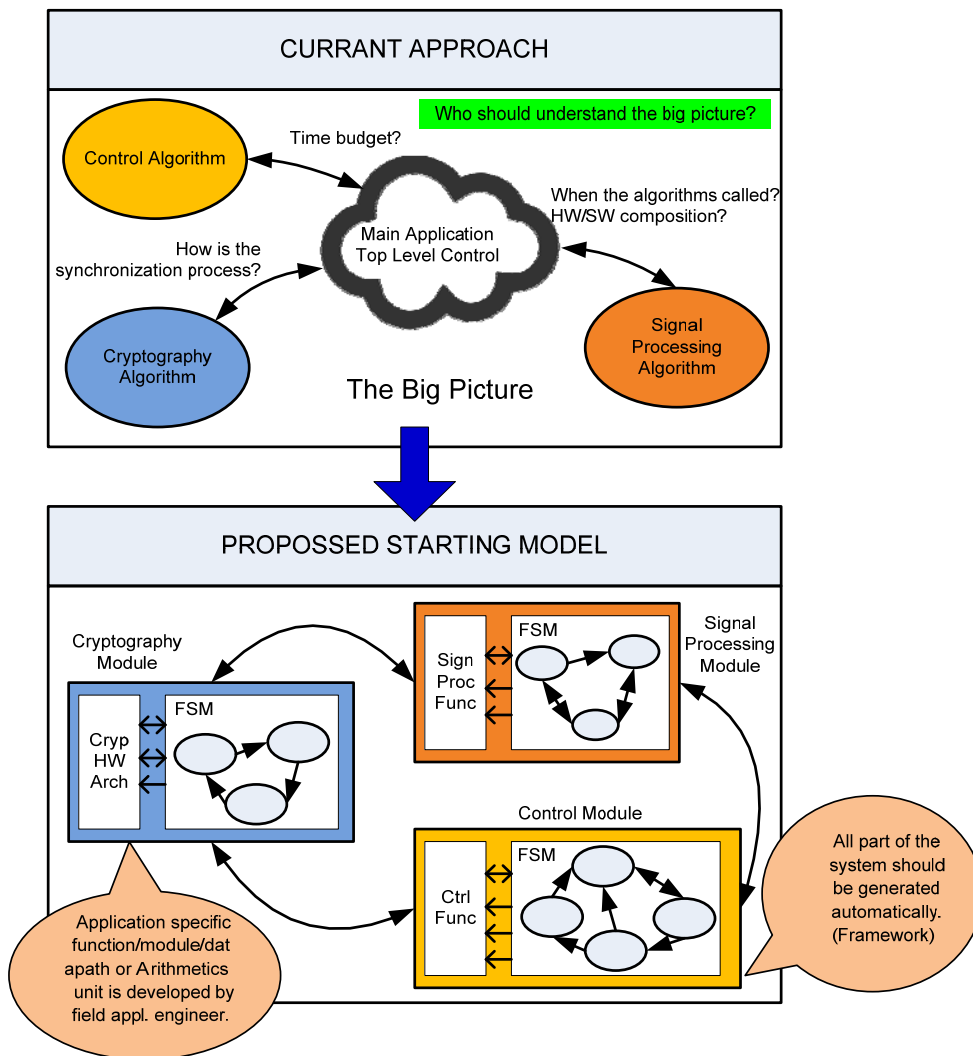 CURRANT APPROACH
Who should understand the big picture?
Control Algorithm
Time budget?
When the algorithms called?
HW/SW composition?
Main Application
Top Level Control
How is the
synchronization process?
Cryptography
Algorithm
Signal
Processing
Algorithm
The Big Picture
PROPOSSED STARTING MODEL
Cryptography
Module
FSM
Cryp
HW
Arch
FSM
Sign
Proc
Func
Signal
Processing
Module
Control Module
FSM
Ctrl
Func
All part of the
system should
be generated
automatically.
(Framework)
Application specific
function/module/dat
apath or Arithmetics
unit is developed by
field appl. engineer.